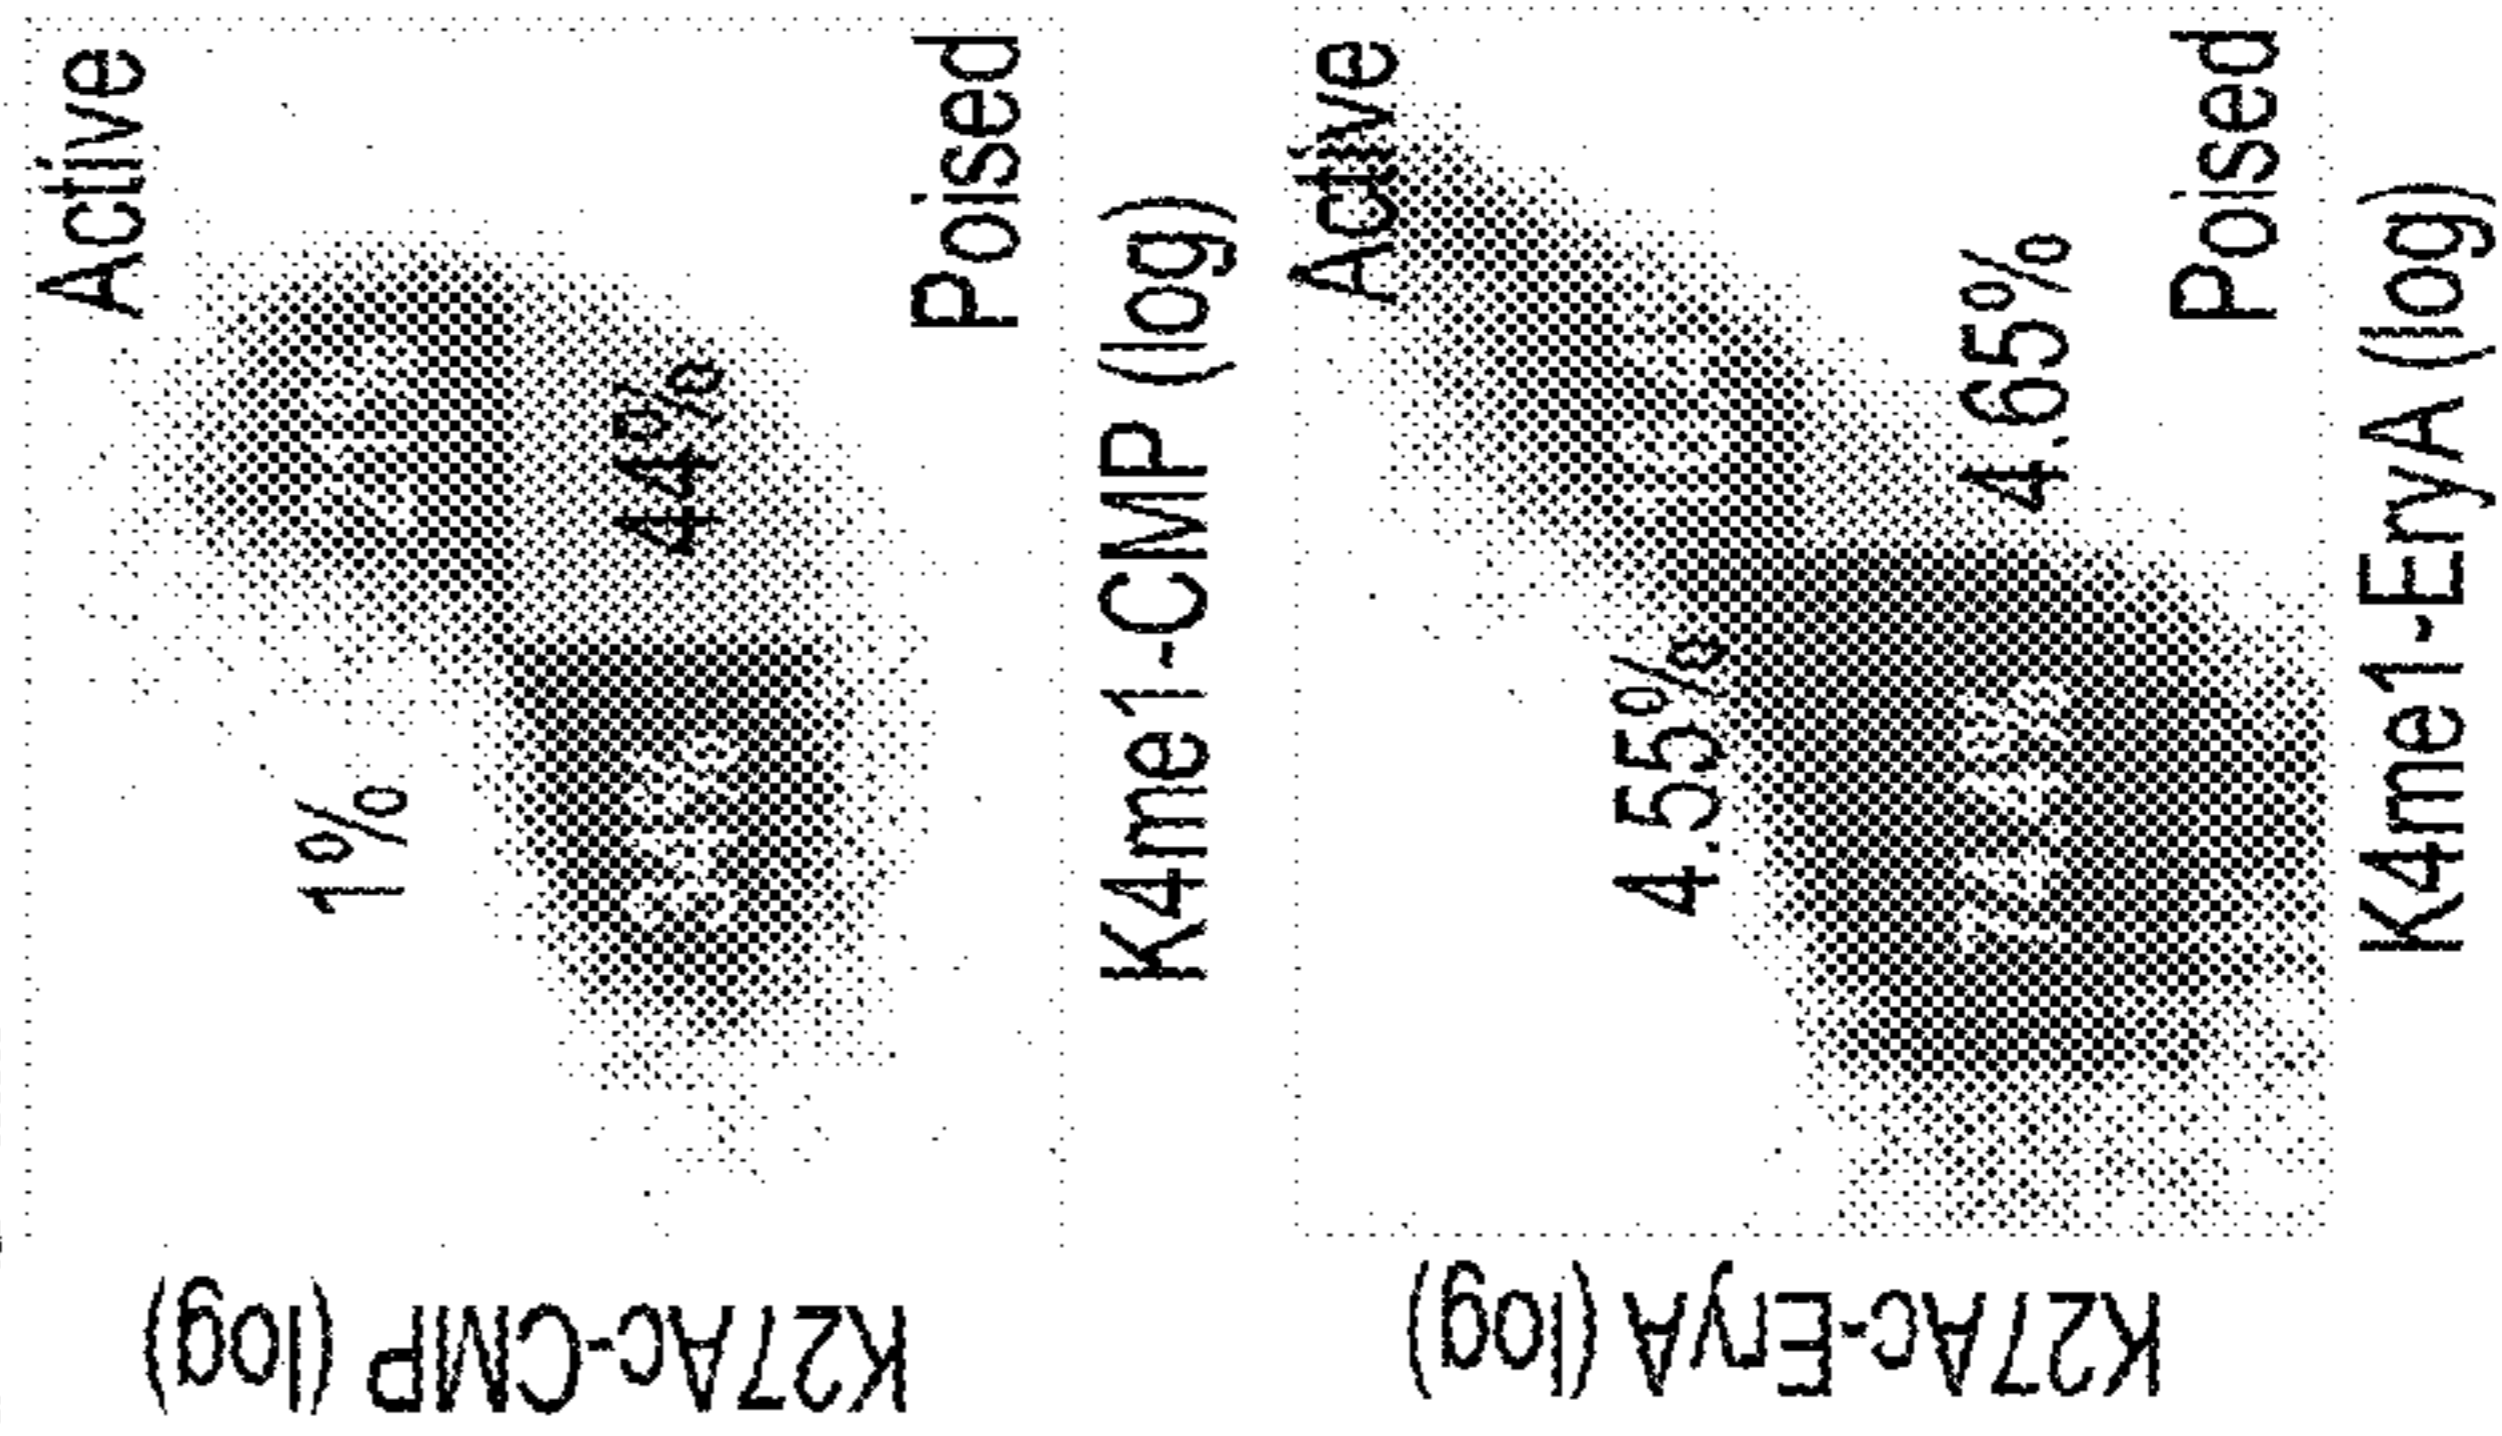 K27Ac-CMP (log)
Active
1%
44%
Poised
K4me1-CMP (log)
K27Ac-EryA (log)
Active
4.55%
4.65%
Poised
K4me1-EryA (log)